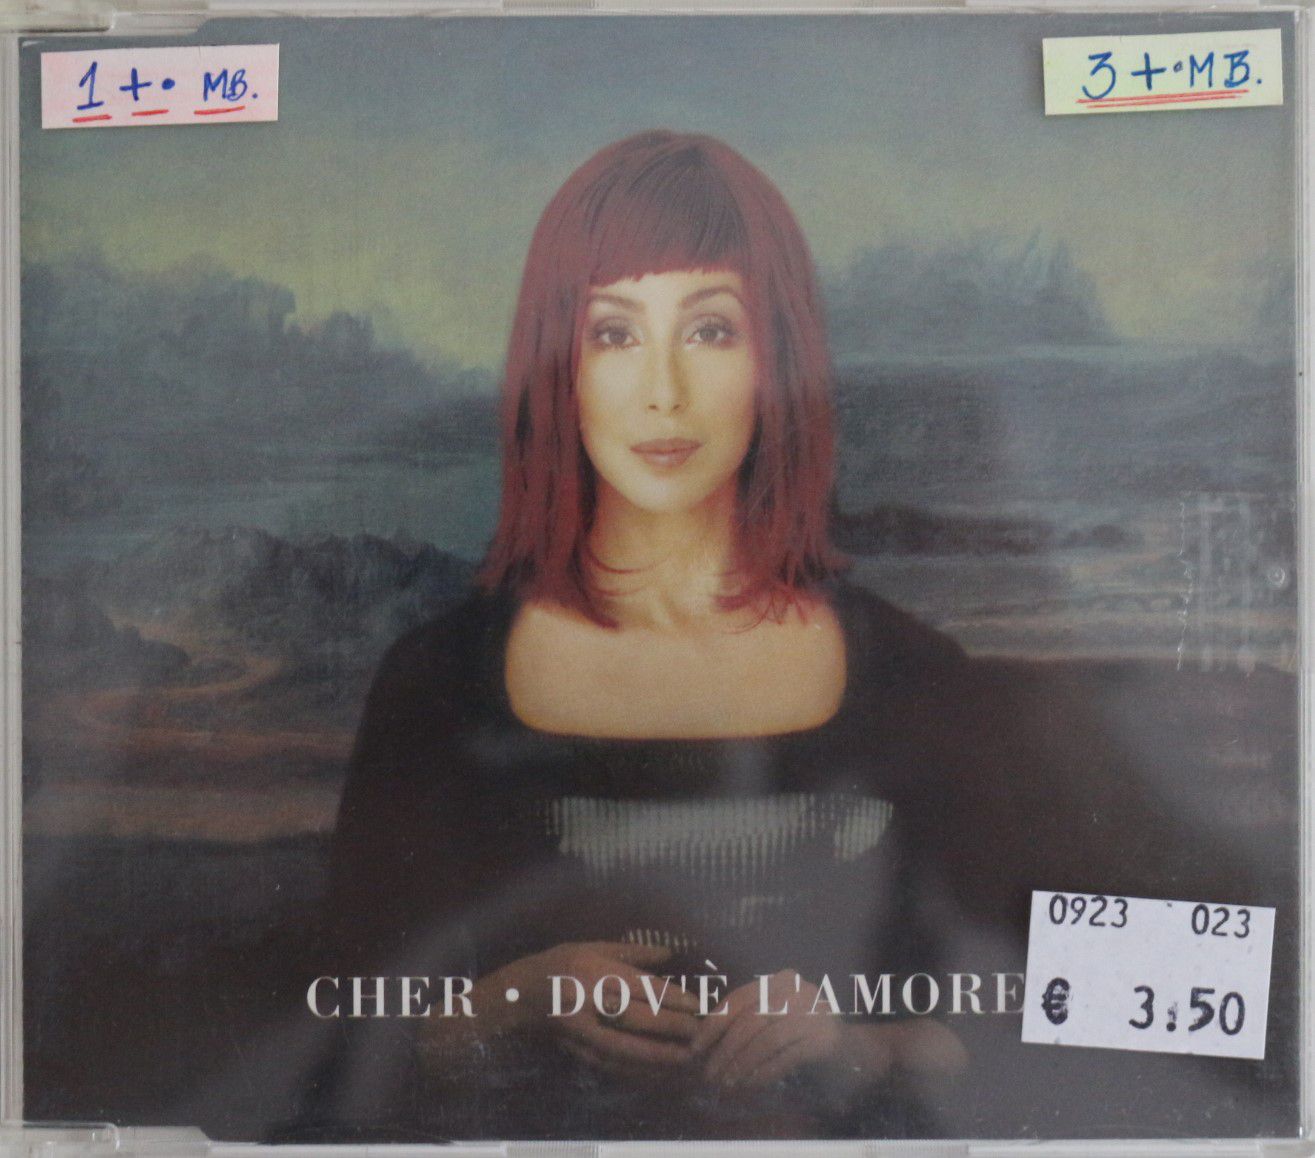 1 +• MB.
3 +• MB.
CHER • DOV'È L'AMORE
0923 023
€ 3.50